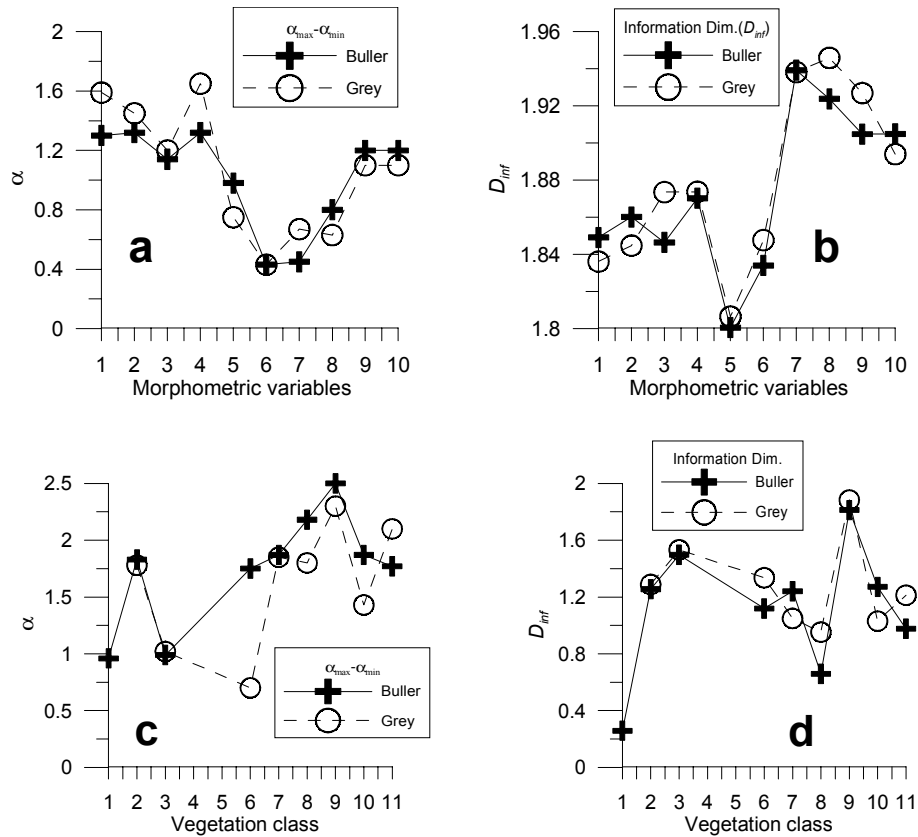 1.6
1.2
0.8
0.4
0
2
α
1 2 3 4 5 6 7 8 9 10
Morphometric variables
αmax-αmin
Buller
Grey
a
1.96
1.92
1.88
1.84
1.8
Dinf
1 2 3 4 5 6 7 8 9 10
Morphometric variables
Information Dim.(Dinf)
Buller
Grey
b
2.5
2
1.5
1
0.5
0
α
1 2 3 4 5 6 7 8 9 10 11
Vegetation class
αmax-αmin
Buller
Grey
c
2
1.6
1.2
0.8
0.4
0
Dinf
1 2 3 4 5 6 7 8 9 10 11
Vegetation class
Information Dim.
Buller
Grey
d